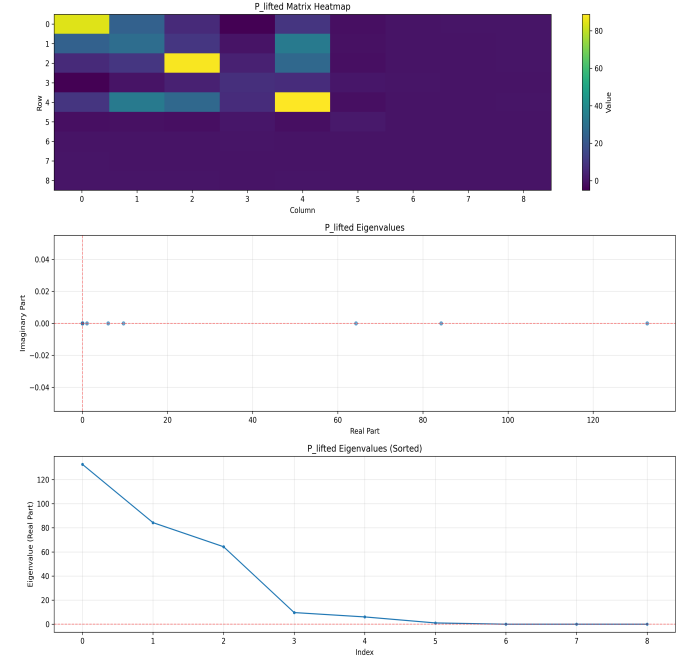 P_lifted Matrix Heatmap
0
1
2
3
4
5
6
7
8
Row
0 1 2 3 4 5 6 7 8
Column
80
60
40
20
0
Value
P_lifted Eigenvalues
0.04
0.02
0.00
−0.02
−0.04
Imaginary Part
0 20 40 60 80 100 120
Real Part
P_lifted Eigenvalues (Sorted)
120
100
80
60
40
20
0
Eigenvalue (Real Part)
0 1 2 3 4 5 6 7 8
Index